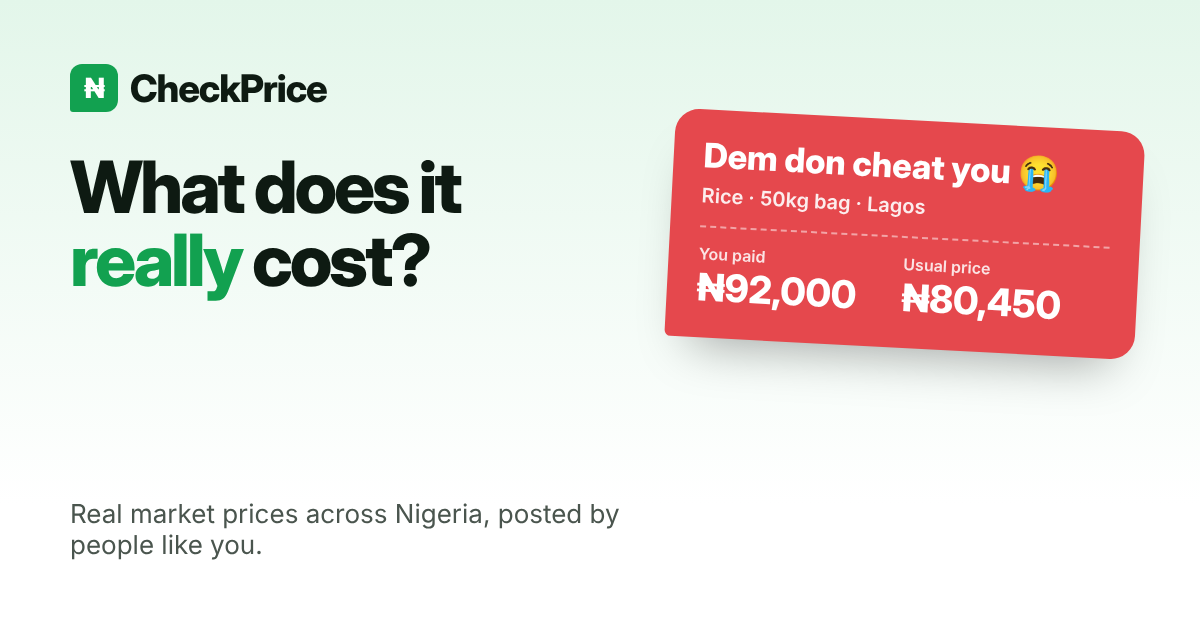 ₦
CheckPrice
What does it
really cost?
Dem don cheat you 😭
Rice · 50kg bag · Lagos
You paid
₦92,000
Usual price
₦80,450
Real market prices across Nigeria, posted by
people like you.